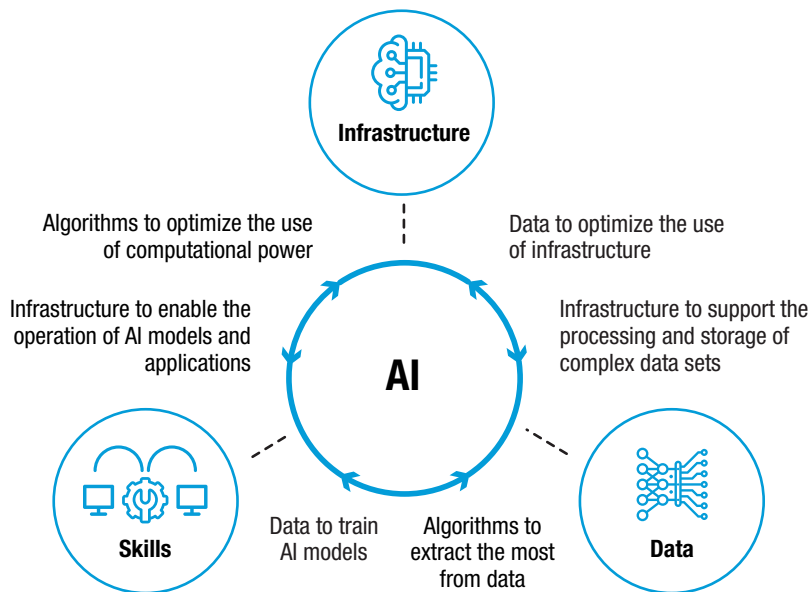 Infrastructure
Algorithms to optimize the use
of computational power
Data to optimize the use
of infrastructure
Infrastructure to enable the
operation of AI models and
applications
Infrastructure to support the
processing and storage of
complex data sets
AI
Skills
Data to train
AI models
Algorithms to
extract the most
from data
Data